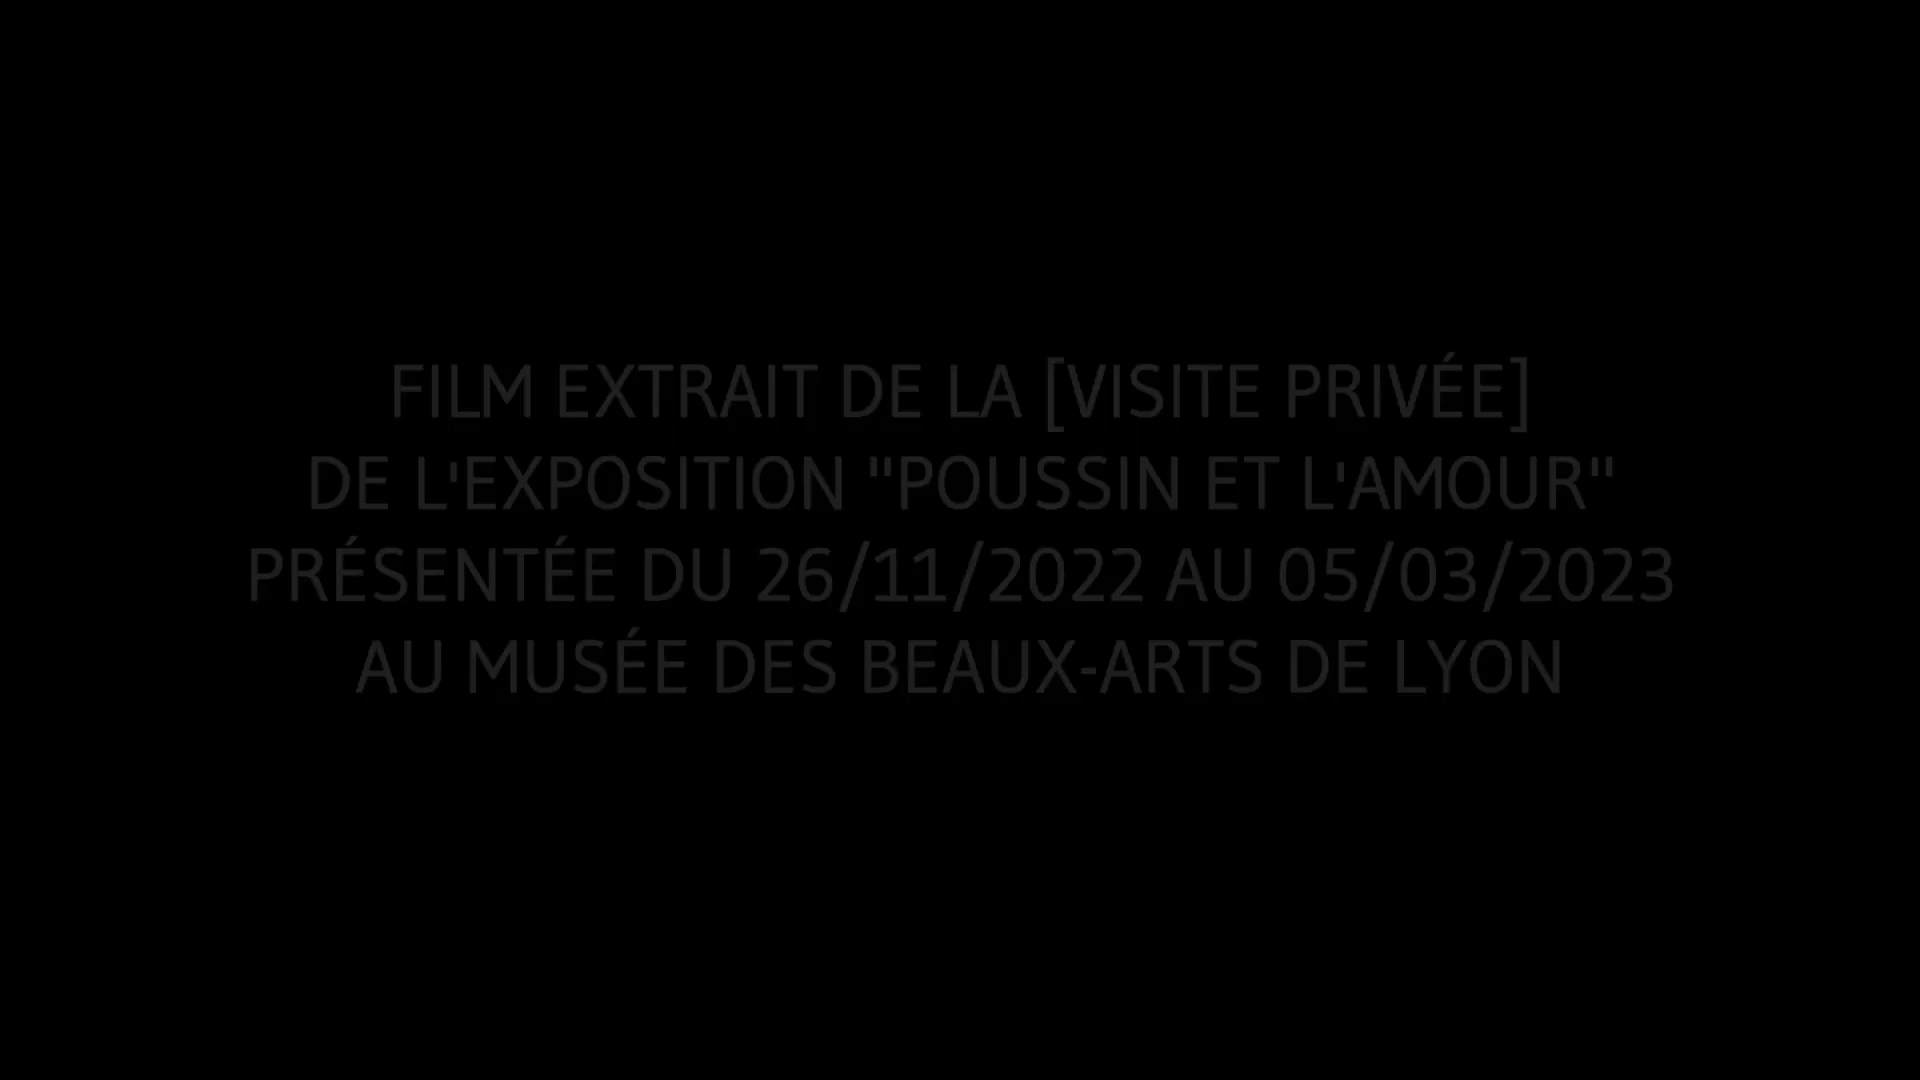 FILM EXTRAIT DE LA [VISITE PRIVÉE]
DE L'EXPOSITION "POUSSIN ET L'AMOUR"
PRÉSENTÉE DU 26/11/2022 AU 05/03/2023
AU MUSÉE DES BEAUX-ARTS DE LYON